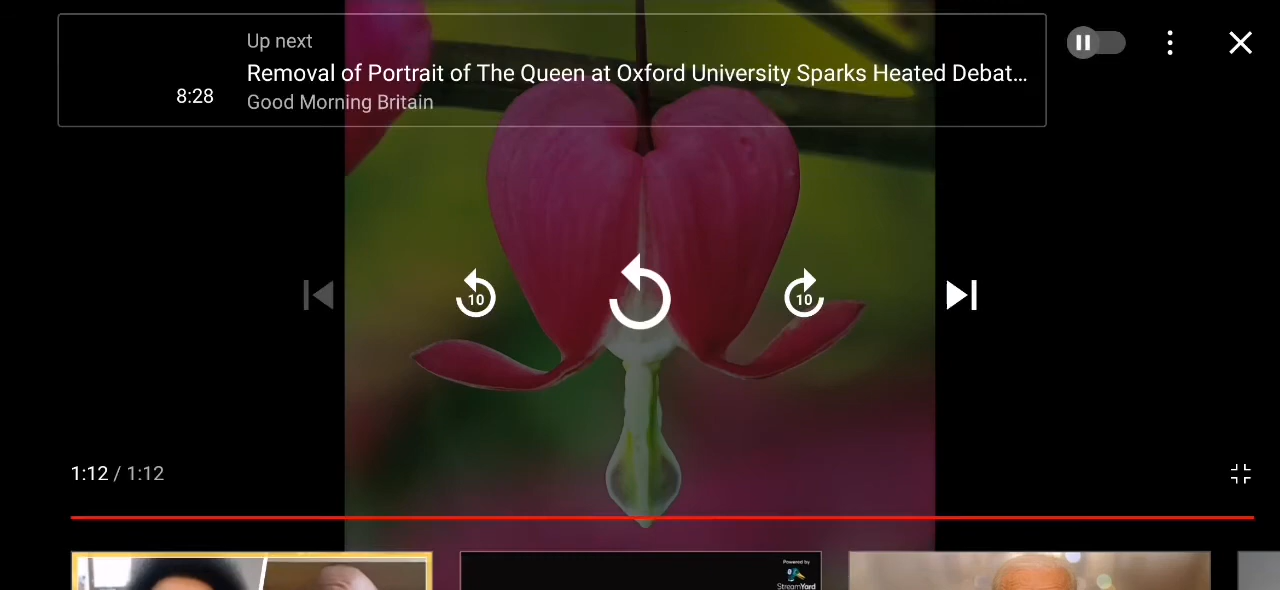 Up next
Removal of Portrait of The Queen at Oxford University Sparks Heated Debat...
8:28
Good Morning Britain
10
10
1:12 / 1:12
Powered by
StreamYard